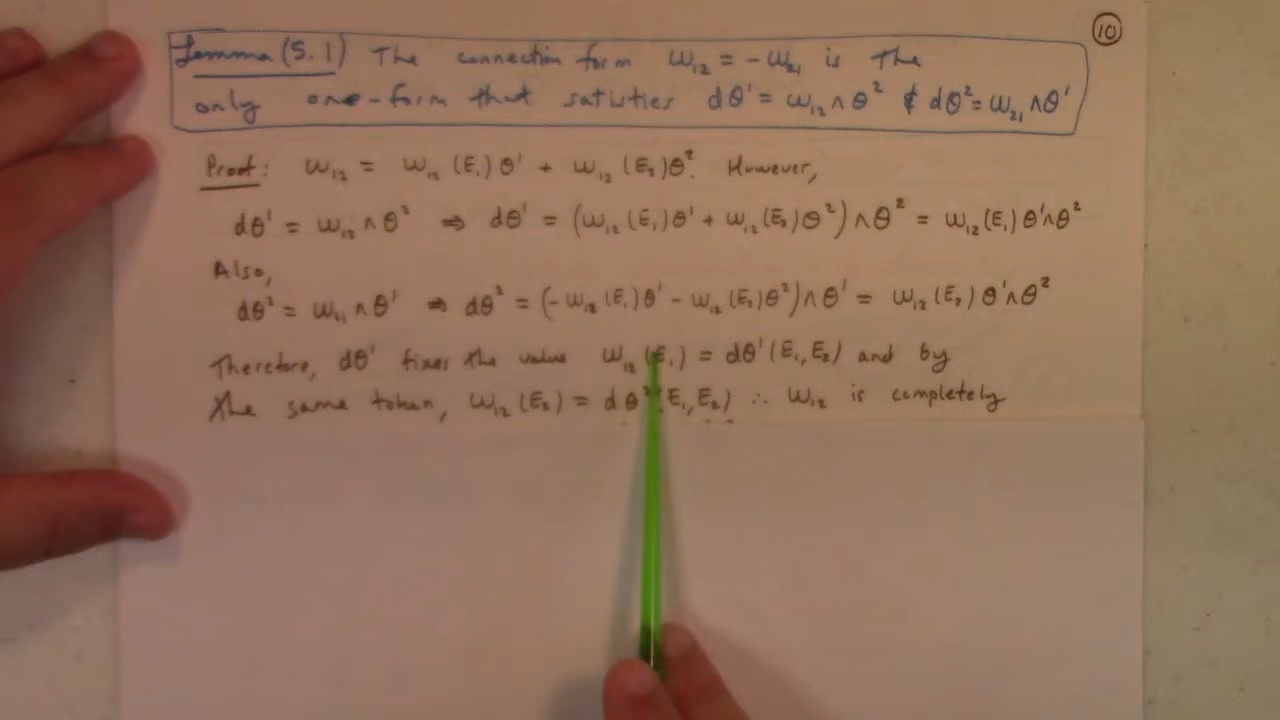 10
Lemma (5.1) The connection form ω₁₂ = -ω₂₁ is the
only one-form that satisfies dθ¹ = ω₁₂ ∧ θ² & dθ² = ω₂₁ ∧ θ¹
Proof: ω₁₂ = ω₁₂(E₁)θ¹ + ω₁₂(E₂)θ². However,
dθ¹ = ω₁₂ ∧ θ² ⇒ dθ¹ = (ω₁₂(E₁)θ¹ + ω₁₂(E₂)θ²) ∧ θ² = ω₁₂(E₁)θ¹∧θ²
Also,
dθ² = ω₂₁ ∧ θ¹ ⇒ dθ² = (-ω₁₂(E₁)θ¹ - ω₁₂(E₂)θ²) ∧ θ¹ = ω₁₂(E₂)θ¹∧θ²
Therefore, dθ¹ fixes the value ω₁₂(E₁) = dθ¹(E₁,E₂) and by
the same token, ω₁₂(E₂) = dθ²(E₁,E₂) ∴ ω₁₂ is completely